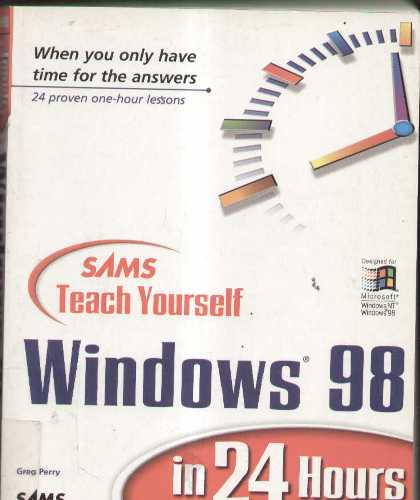 When you only have
time for the answers
24 proven one-hour lessons
SAMS
Teach Yourself
Designed for
Microsoft®
Windows NT®
Windows 98
Windows® 98
in 24 Hours
Greg Perry
SAMS